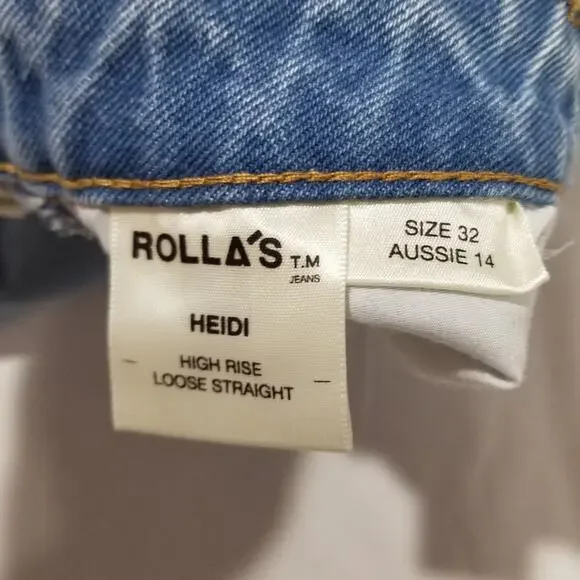 ROLLA'S T.M
JEANS
HEIDI
HIGH RISE
LOOSE STRAIGHT
SIZE 32
AUSSIE 14